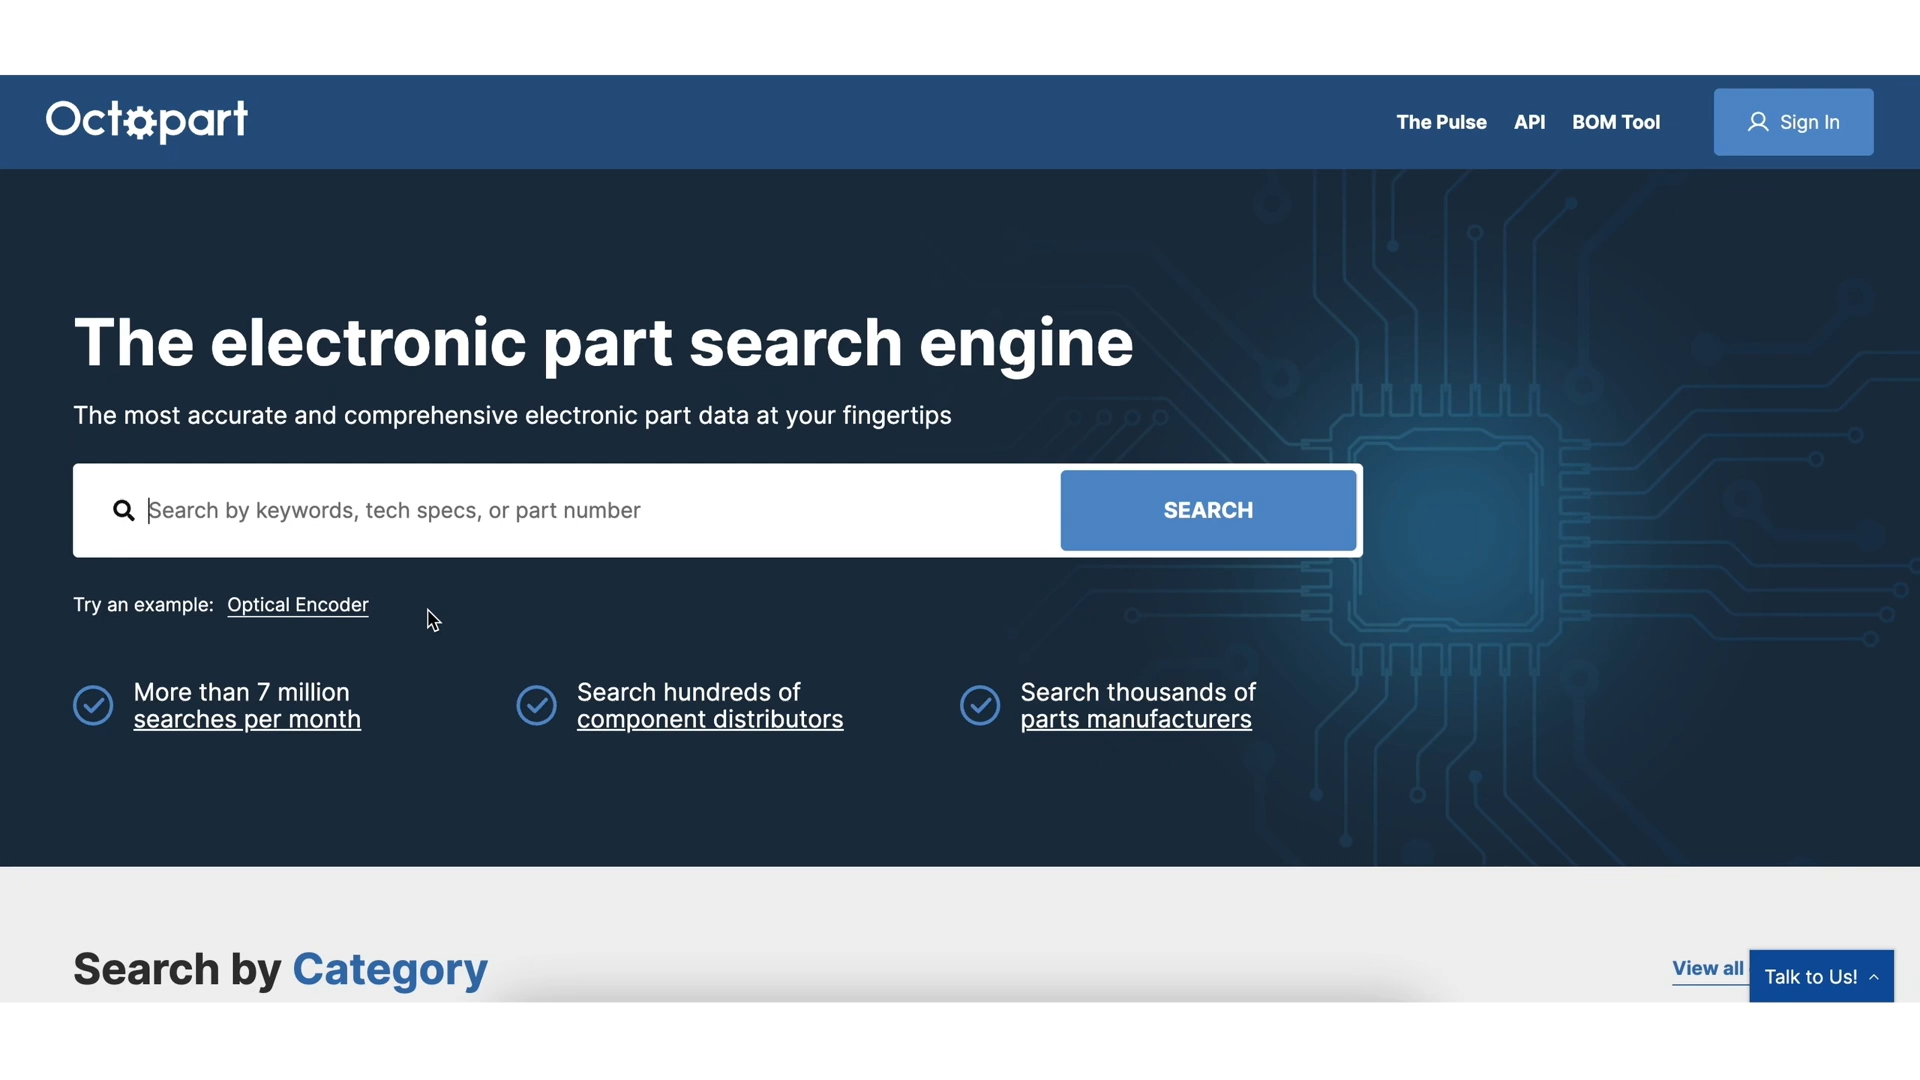 Octopart
The Pulse
API
BOM Tool
Sign In
The electronic part search engine
The most accurate and comprehensive electronic part data at your fingertips
Search by keywords, tech specs, or part number
SEARCH
Try an example: Optical Encoder
More than 7 million
searches per month
Search hundreds of
component distributors
Search thousands of
parts manufacturers
Search by Category
View all
Talk to Us!